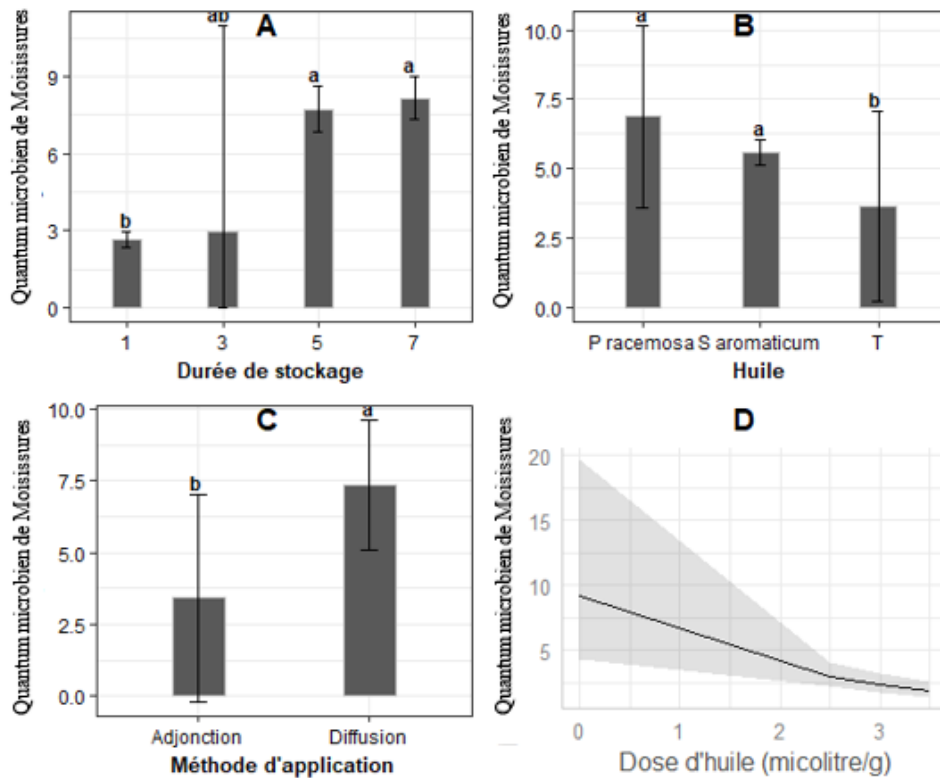 A
Quantum microbien de Moisissures
9
6
3
0
b
ab
a
a
1 3 5 7
Durée de stockage
B
Quantum microbien de Moisissures
10.0
7.5
5.0
2.5
0.0
a
a
b
P racemosa S aromaticum T
Huile
C
Quantum microbien de Moisissures
10.0
7.5
5.0
2.5
0.0
b
a
Adjonction Diffusion
Méthode d'application
D
Quantum microbien de Moisissures
20
15
10
5
0 1 2 3
Dose d'huile (micolitre/g)